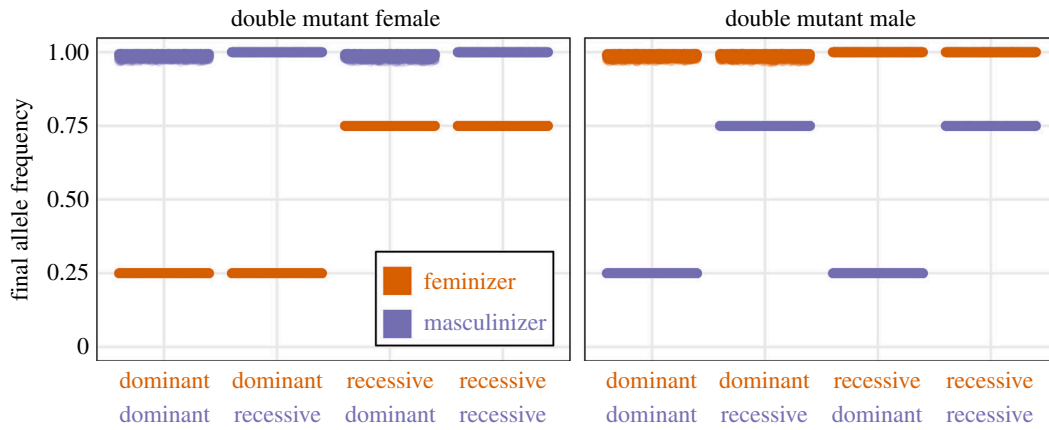 double mutant female
double mutant male
final allele frequency
1.00
0.75
0.50
0.25
0
feminizer
masculinizer
dominant dominant recessive recessive
dominant recessive dominant recessive
dominant dominant recessive recessive
dominant recessive dominant recessive